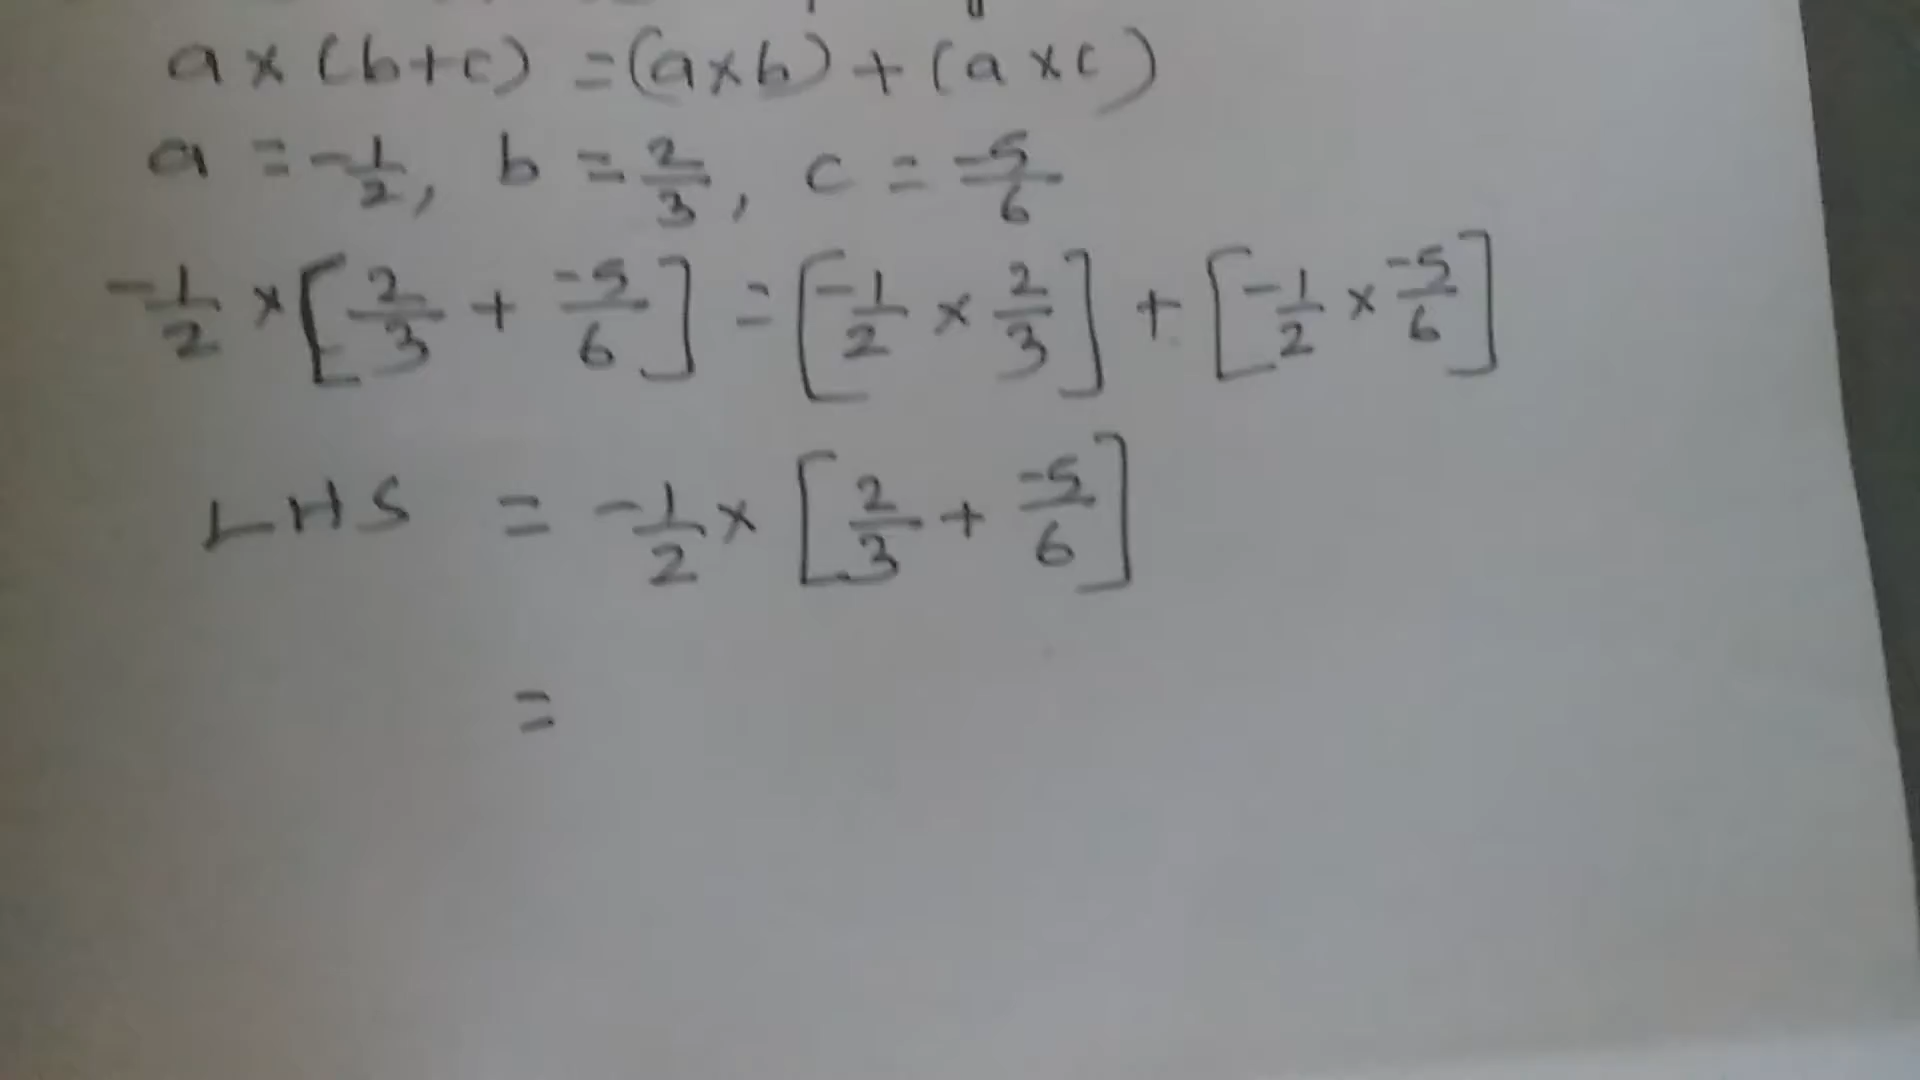 a × (b+c) = (a×b) + (a×c)
a = -1/2, b = 2/3, c = -5/6
-1/2 × [2/3 + -5/6] = [-1/2 × 2/3] + [-1/2 × -5/6]
LHS = -1/2 × [2/3 + -5/6]
=